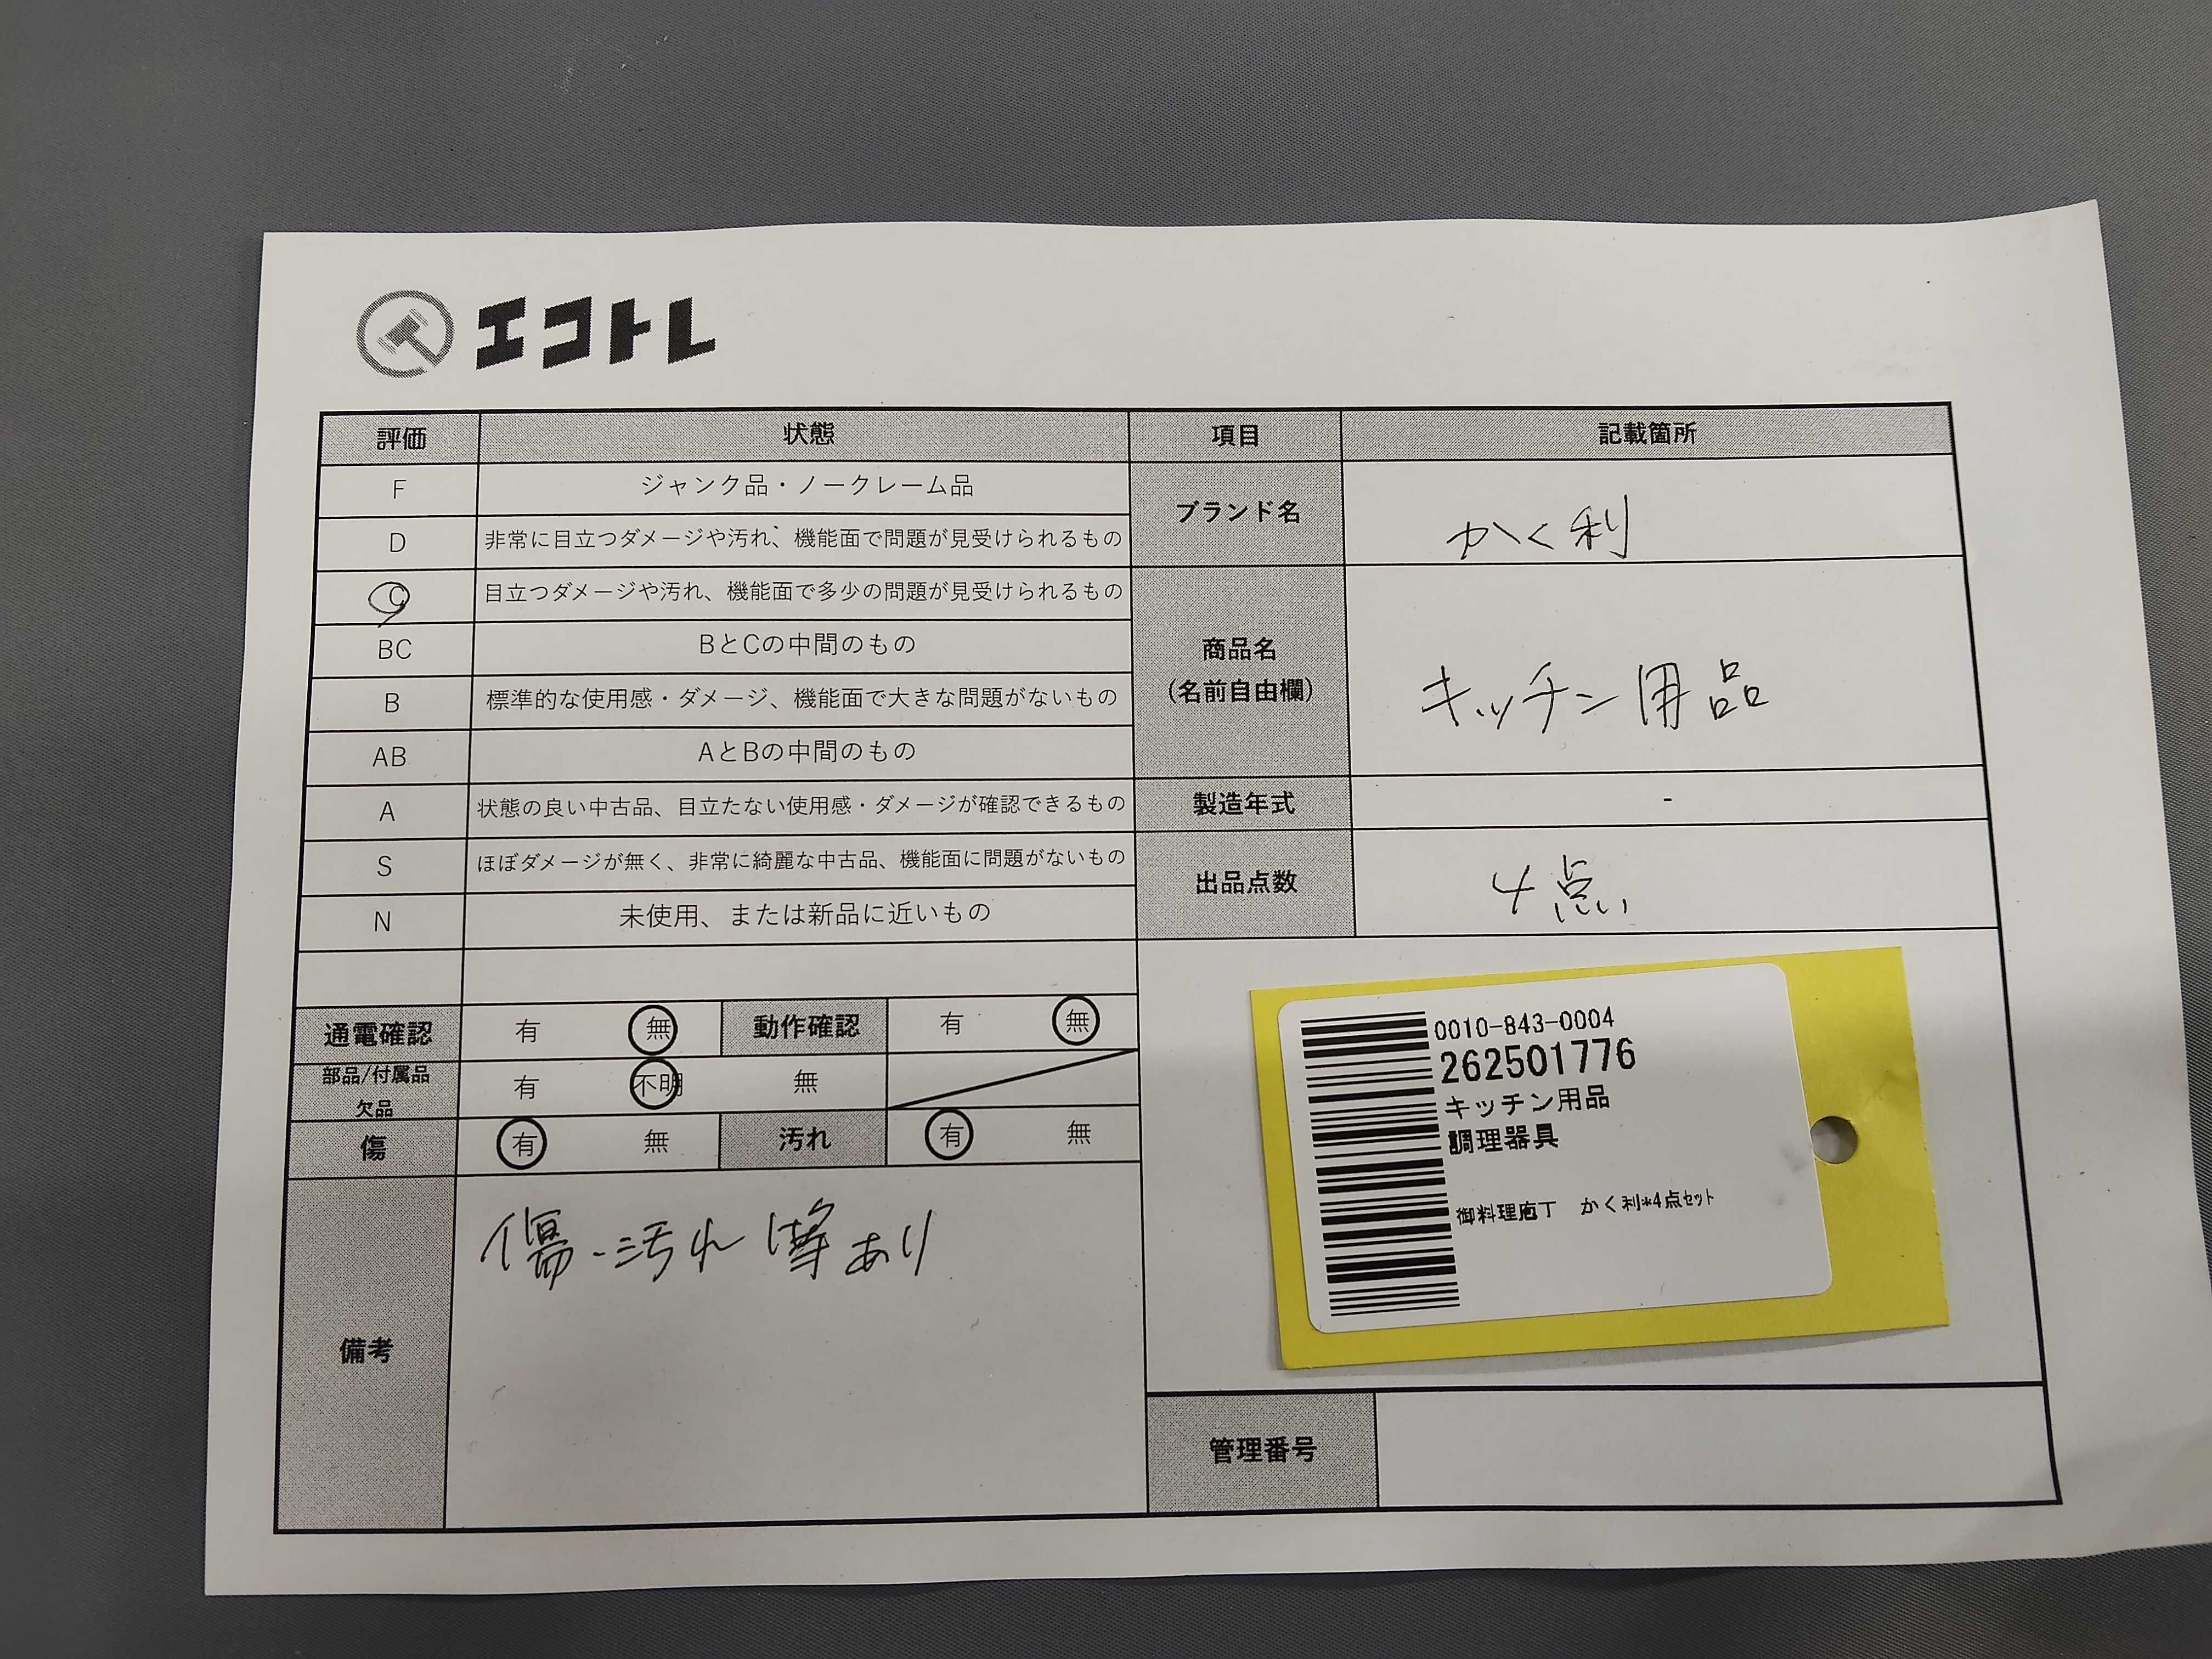 エコトレ
評価 状態 項目 記載箇所
F ジャンク品・ノークレーム品
D 非常に目立つダメージや汚れ、機能面で問題が見受けられるもの
ブランド名 かく利
C 目立つダメージや汚れ、機能面で多少の問題が見受けられるもの
BC BとCの中間のもの
B 標準的な使用感・ダメージ、機能面で大きな問題がないもの
商品名
(名前自由欄)
キッチン用品
AB AとBの中間のもの
A 状態の良い中古品、目立たない使用感・ダメージが確認できるもの
製造年式 -
S ほぼダメージが無く、非常に綺麗な中古品、機能面に問題がないもの
出品点数 4点
N 未使用、または新品に近いもの
通電確認 有 無 動作確認 有 無
部品/付属品
欠品
有 不明 無
傷 有 無 汚れ 有 無
備考
傷・汚れ等あり
0010-843-0004
262501776
キッチン用品
調理器具
御料理庖丁 かく利*4点ｾｯﾄ
管理番号